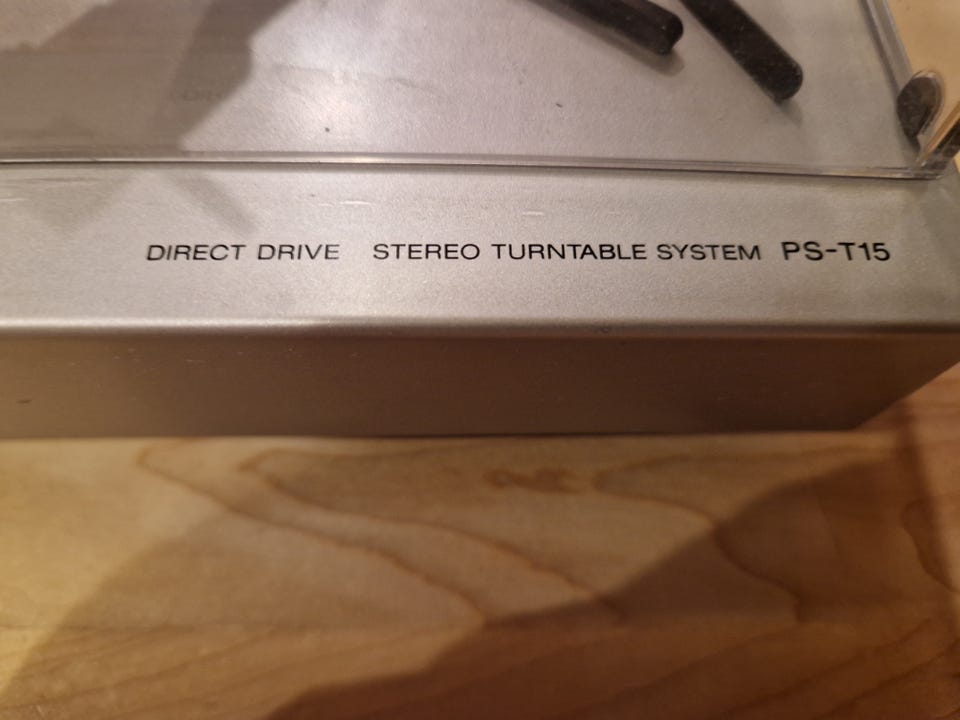 DIRECT DRIVE STEREO TURNTABLE SYSTEM PS-T15